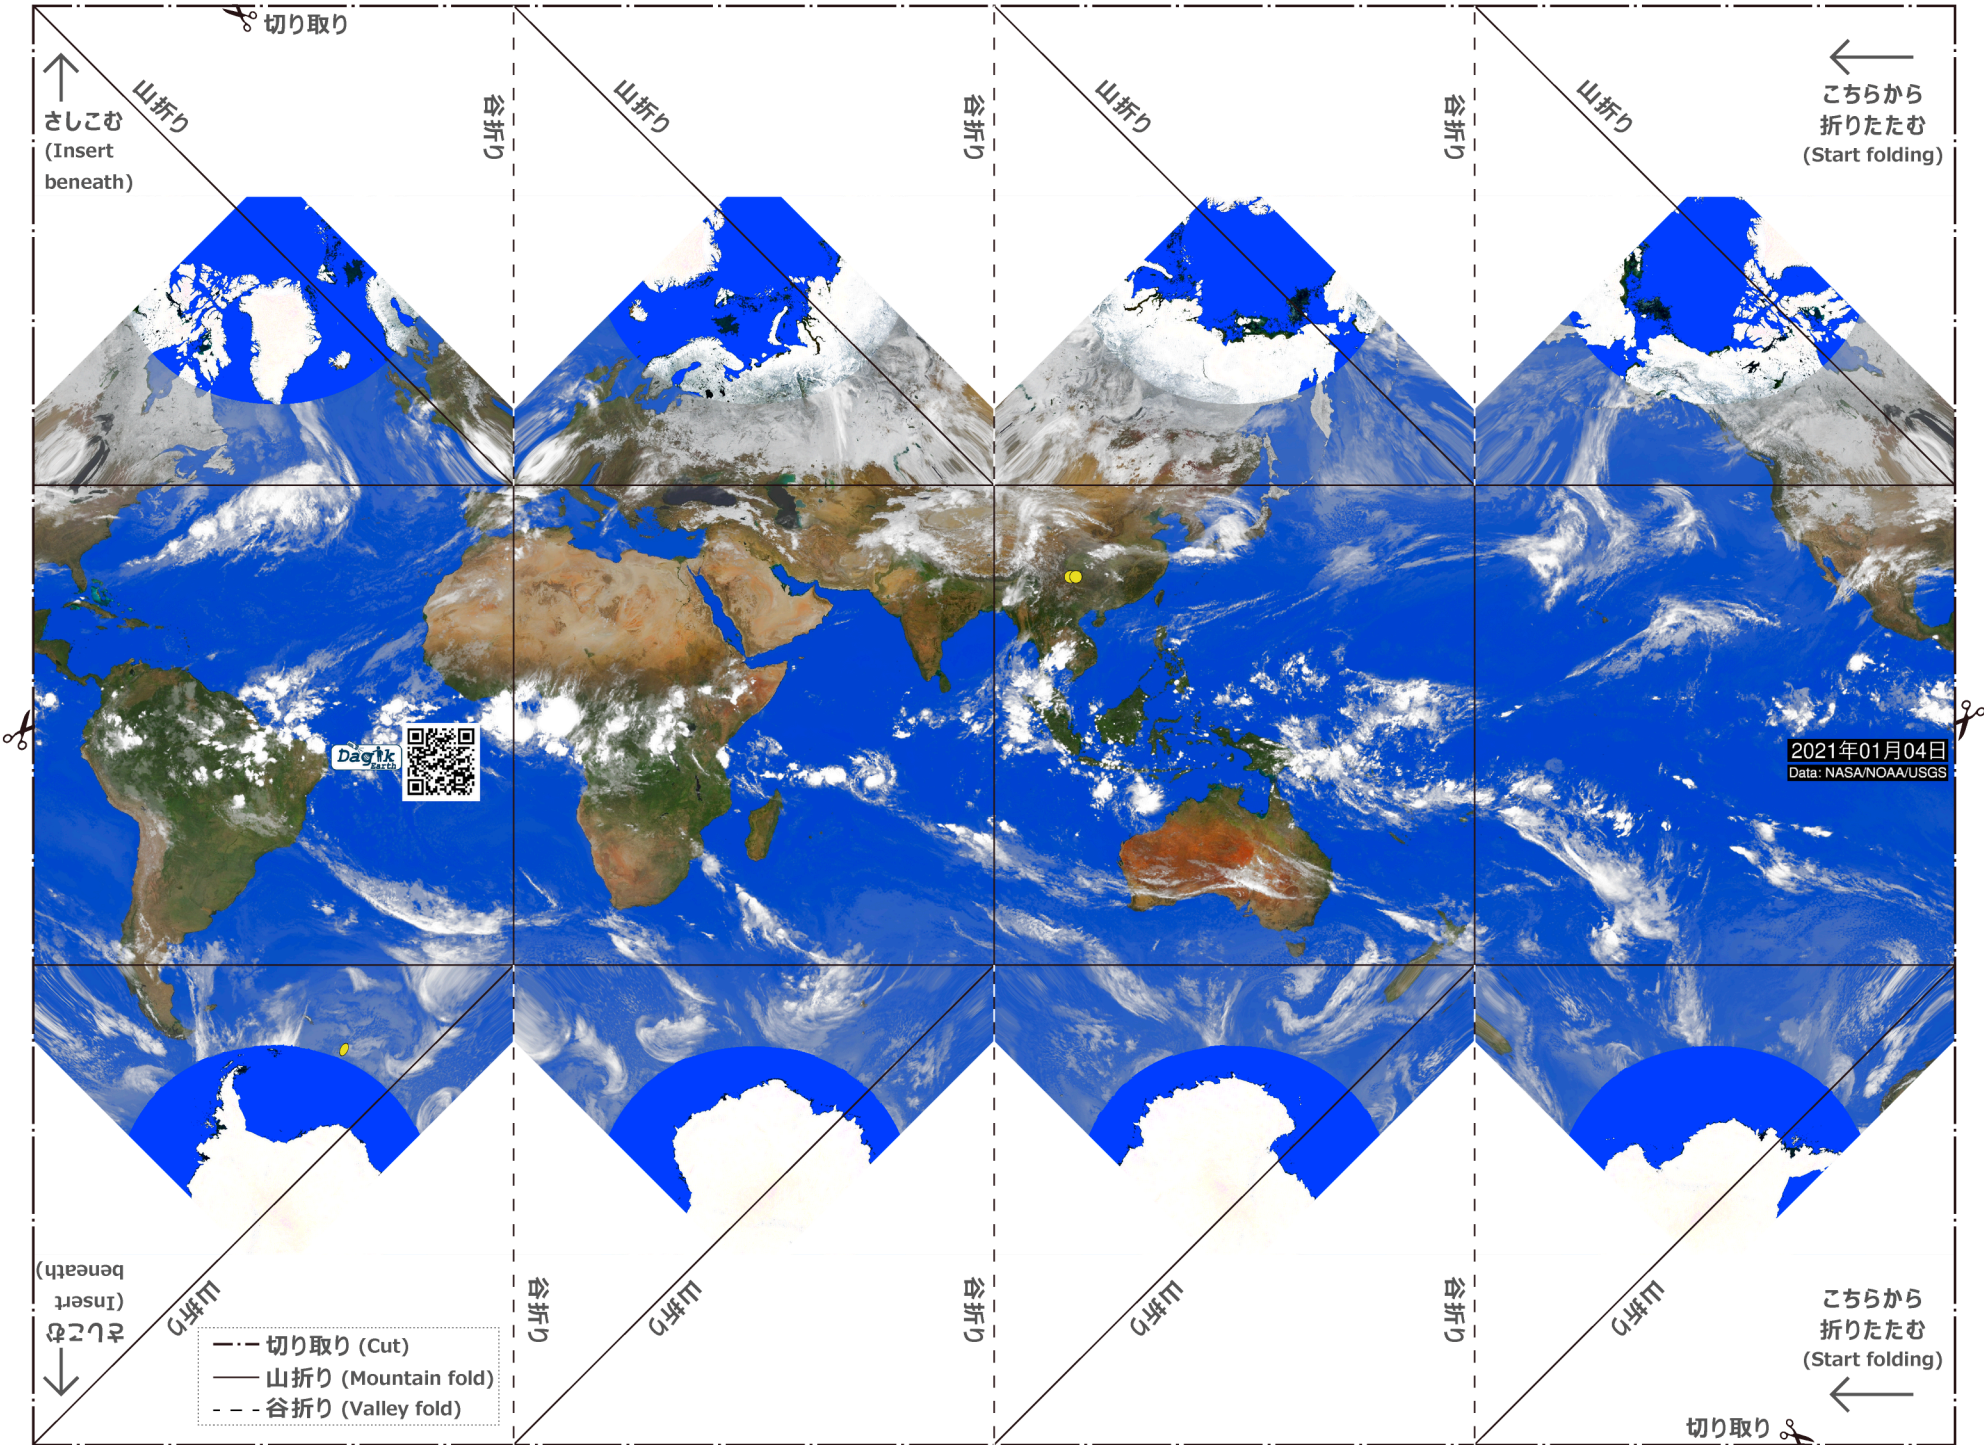 切り取り
さしこむ
(Insert
beneath)
山折り
谷折り
山折り
谷折り
山折り
谷折り
山折り
こちらから
折りたたむ
(Start folding)
Dagik
Earth
2021年01月04日
Data: NASA/NOAA/USGS
さしこむ
(Insert
beneath)
山折り
谷折り
山折り
谷折り
山折り
谷折り
山折り
こちらから
折りたたむ
(Start folding)
切り取り (Cut)
山折り (Mountain fold)
谷折り (Valley fold)
切り取り